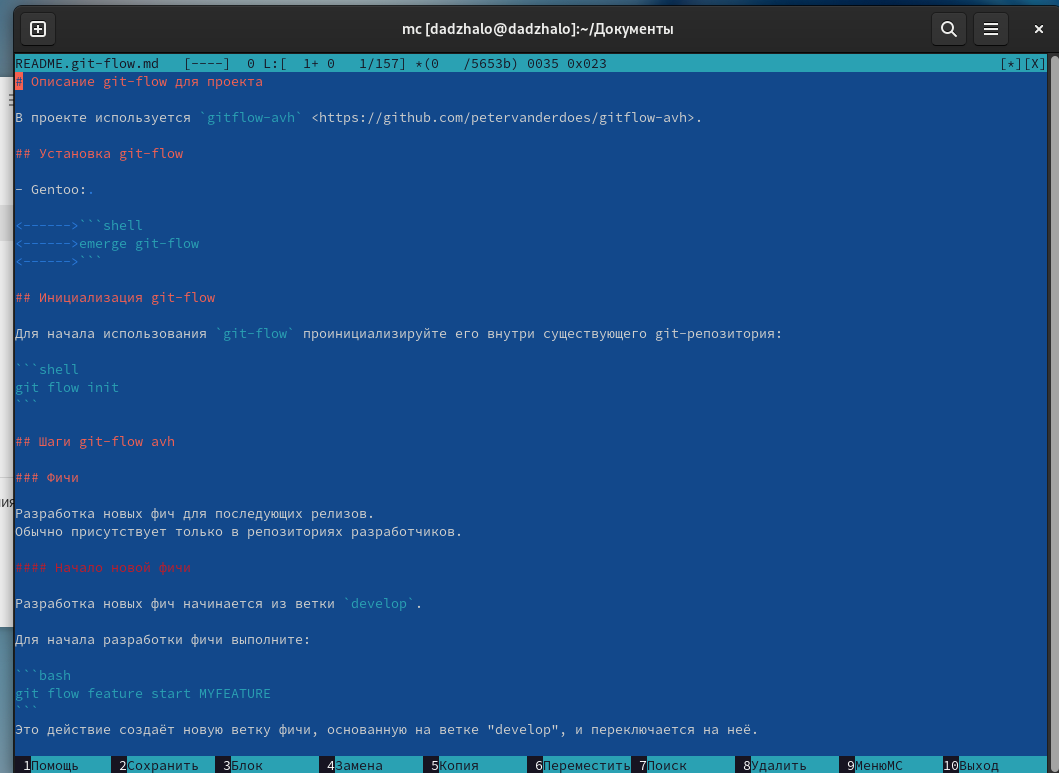 mc [dadzhalo@dadzhalo]:~/Документы
README.git-flow.md   [----]  0 L:[  1+ 0   1/157] *(0   /5653b) 0035 0x023   [*][X]
# Описание git-flow для проекта
В проекте используется `gitflow-avh` <https://github.com/petervanderdoes/gitflow-avh>.
## Установка git-flow
- Gentoo:.
<------>```shell
<------>emerge git-flow
<------>```
## Инициализация git-flow
Для начала использования `git-flow` проинициализируйте его внутри существующего git-репозитория:
```shell
git flow init
```
## Шаги git-flow avh
### Фичи
Разработка новых фич для последующих релизов.
Обычно присутствует только в репозиториях разработчиков.
#### Начало новой фичи
Разработка новых фич начинается из ветки `develop`.
Для начала разработки фичи выполните:
```bash
git flow feature start MYFEATURE
```
Это действие создаёт новую ветку фичи, основанную на ветке "develop", и переключается на неё.
1Помощь 2Сохранить 3Блок 4Замена 5Копия 6Переместить 7Поиск 8Удалить 9МенюMC 10Выход